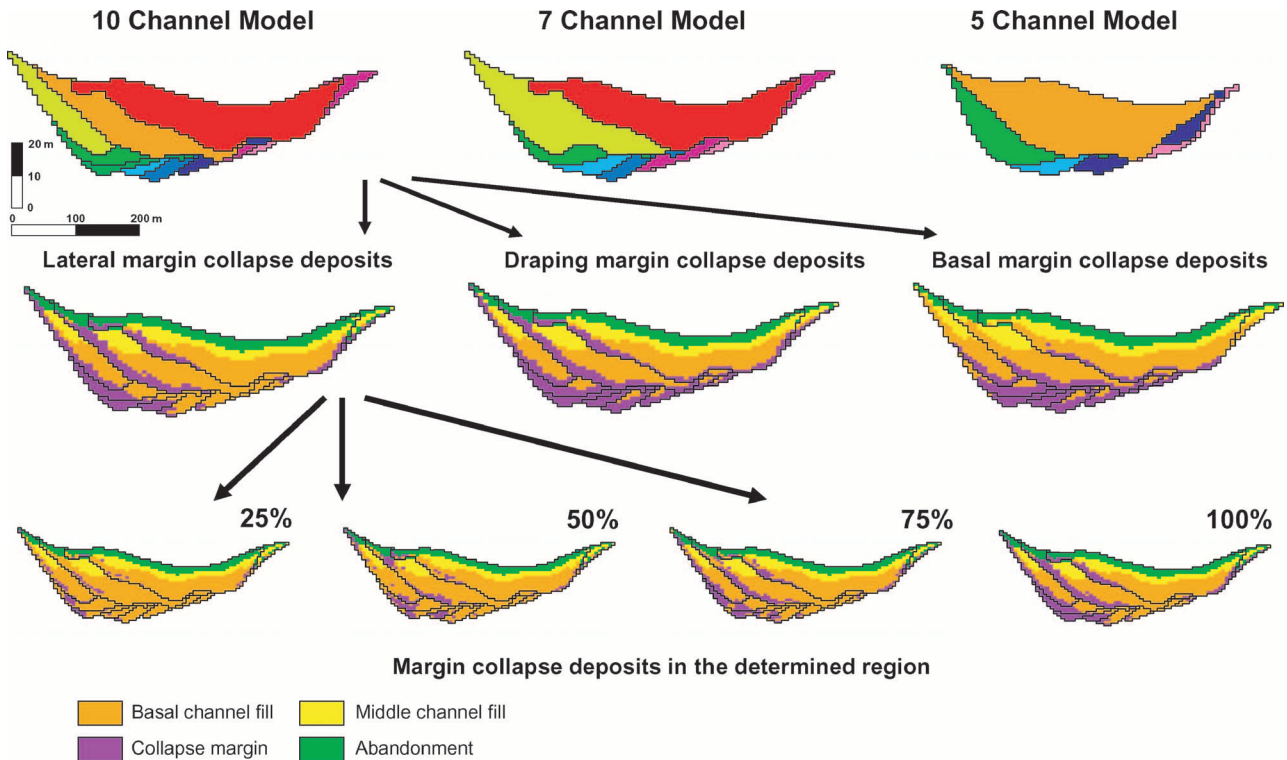 10 Channel Model
7 Channel Model
5 Channel Model
20 m
10
0
0
100
200 m
Lateral margin collapse deposits
Draping margin collapse deposits
Basal margin collapse deposits
25%
50%
75%
100%
Margin collapse deposits in the determined region
Basal channel fill
Middle channel fill
Collapse margin
Abandonment